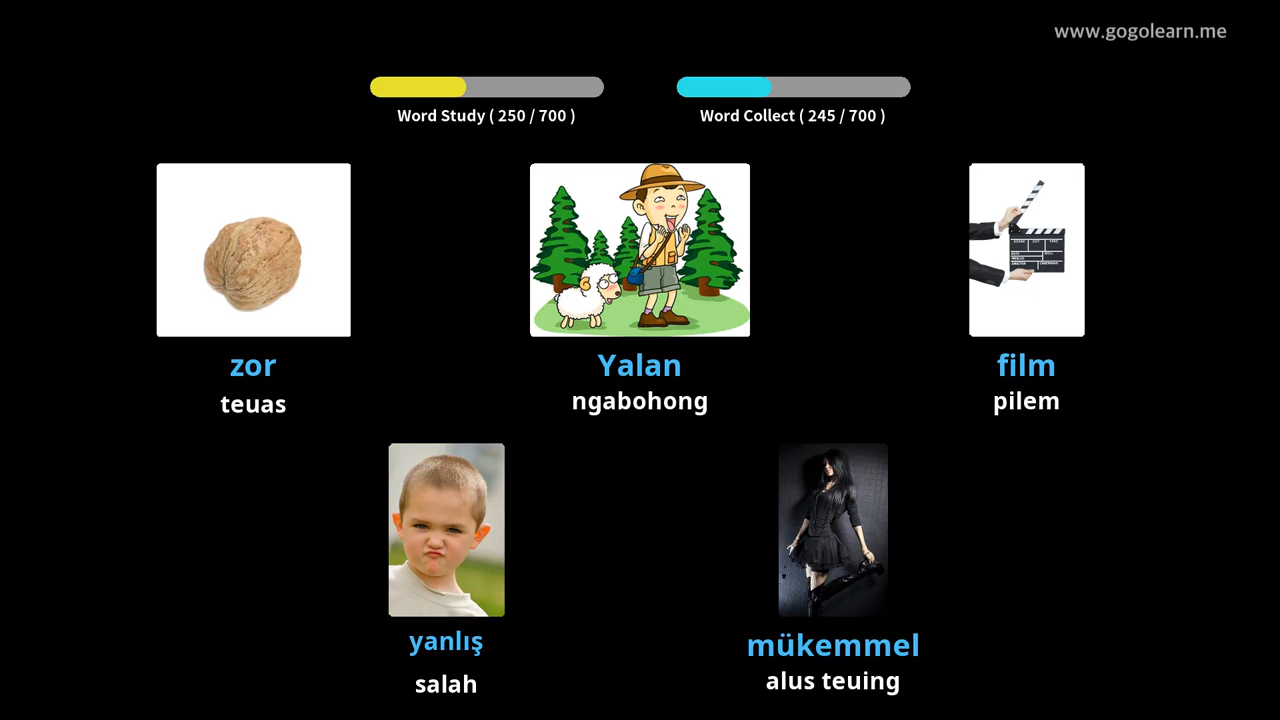 www.gogolearn.me
Word Study ( 250 / 700 )
Word Collect ( 245 / 700 )
zor
teuas
Yalan
ngabohong
film
pilem
yanlış
salah
mükemmel
alus teuing